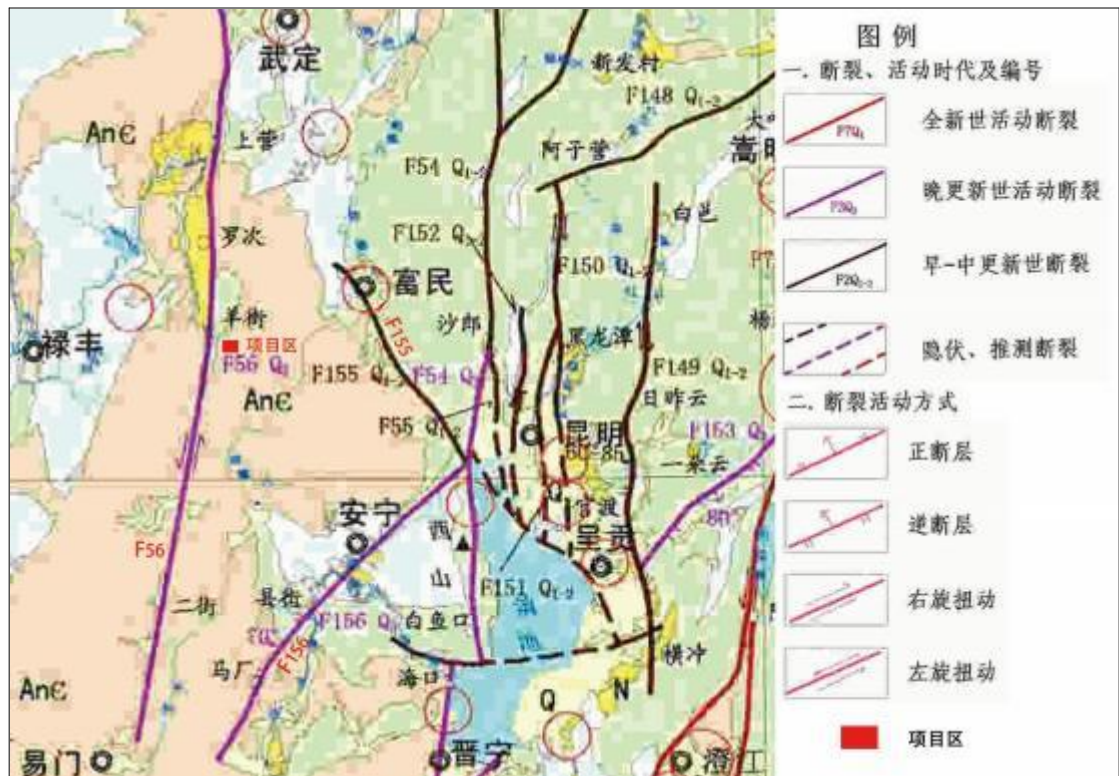 武定
新发村
F148 Q₁₋₂
AnЄ
上营
阿子营
嵩
F54 Q
白邑
罗次
F152 Q
F150 Q₁₋₂
富民
沙郎
黑龙潭
杨
羊街
项目区
禄丰
F155
F56 Q
F155 Q₁₋₂
F54 Q
F149 Q₁₋₂
AnЄ
日昨云
F55 Q₁₋₂
昆明
F153 Q
一朵云
官渡
安宁
西
山
呈贡
F56
F151 Q₁₋₂
滇
池
二街
县街
F156 Q
白鱼口
F156
马厂
海口
横冲
AnЄ
Q
N
易门
晋宁
澄江
图例
一. 断裂、活动时代及编号
F7Q₄
全新世活动断裂
F2Q₃
晚更新世活动断裂
F2Q₁₋₂
早-中更新世断裂
隐伏、推测断裂
二. 断裂活动方式
正断层
逆断层
右旋扭动
左旋扭动
项目区